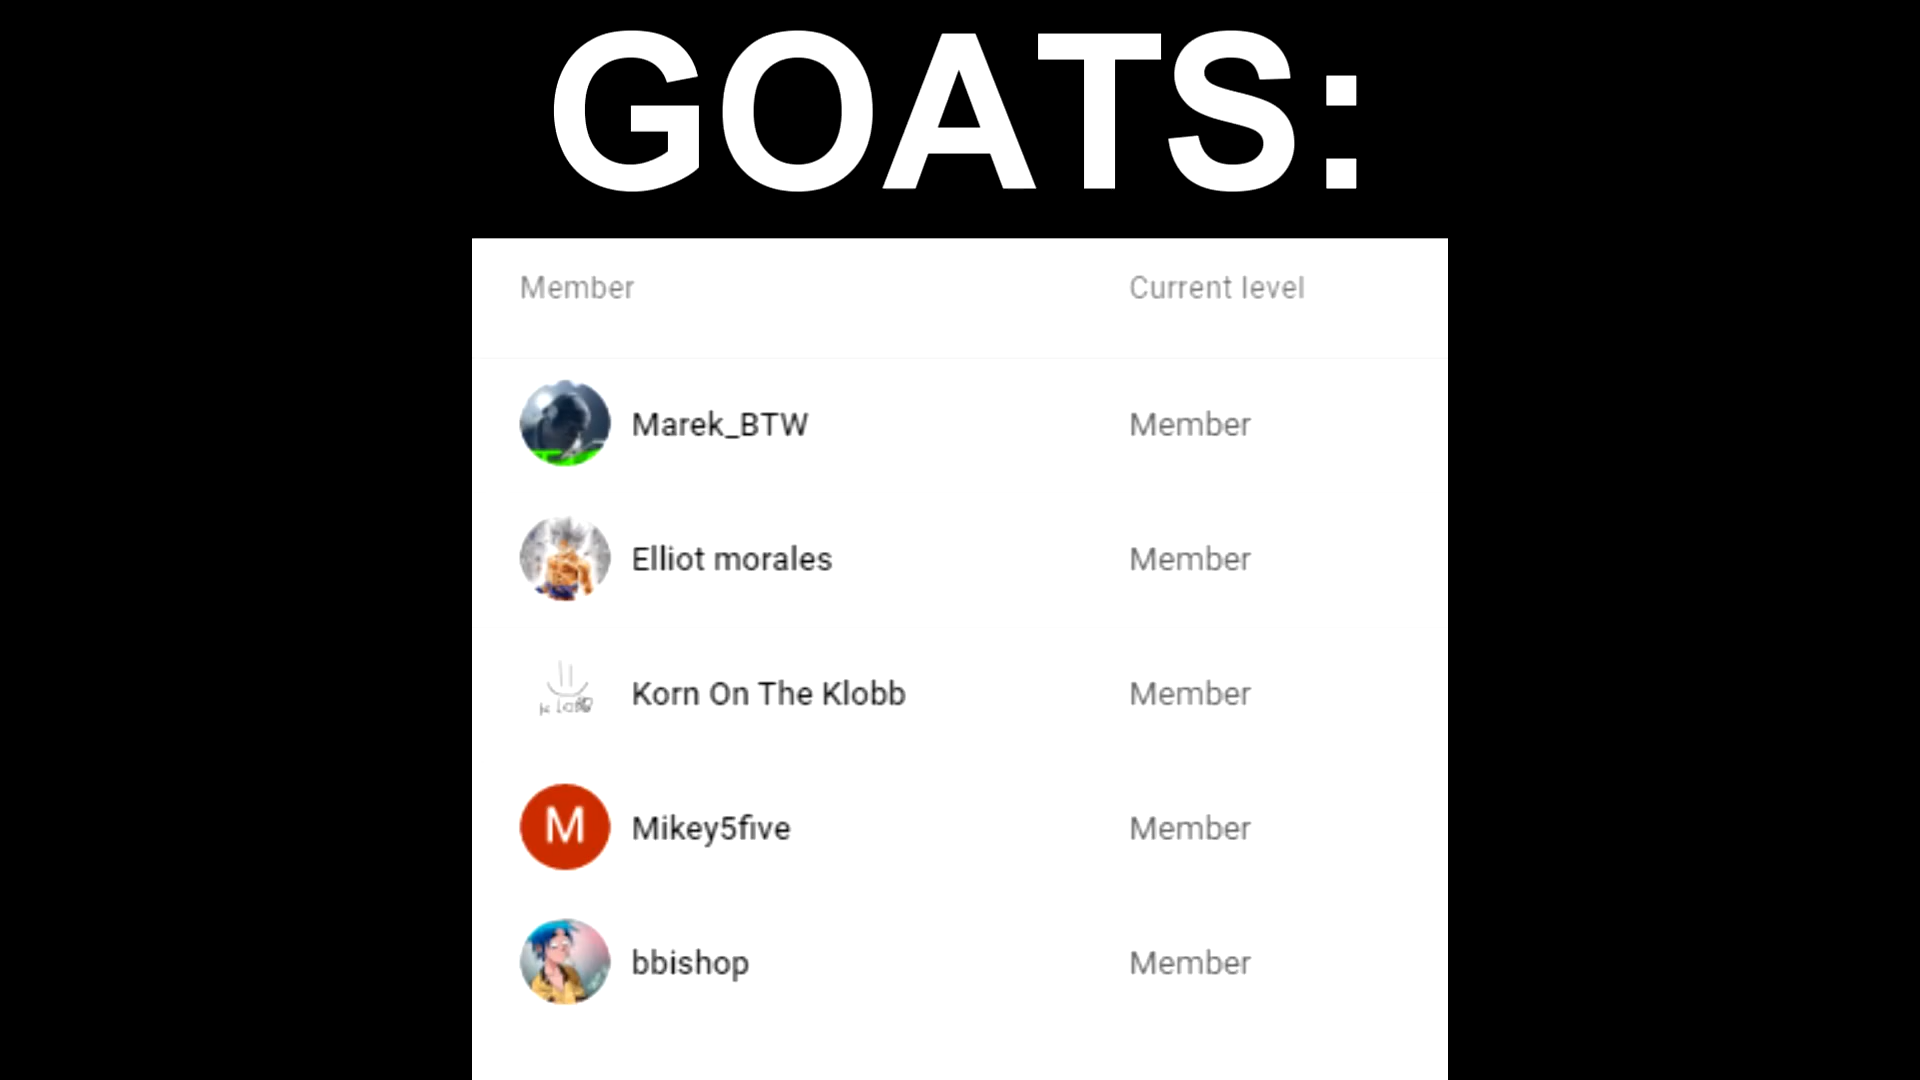 GOATS:
Member Current level
Marek_BTW Member
Elliot morales Member
Korn On The Klobb Member
M Mikey5five Member
bbishop Member